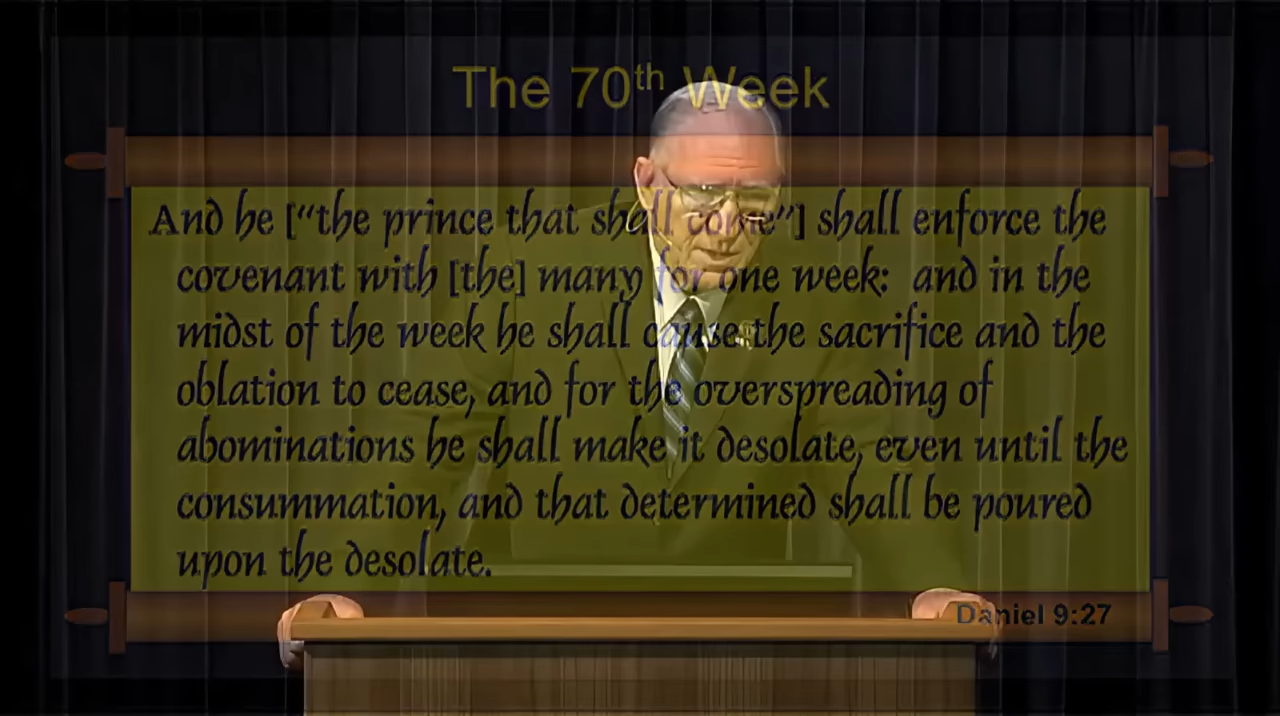 The 70th Week
And he [“the prince that shall come”] shall enforce the
covenant with [the] many for one week: and in the
midst of the week he shall cause the sacrifice and the
oblation to cease, and for the overspreading of
abominations he shall make it desolate, even until the
consummation, and that determined shall be poured
upon the desolate.
Daniel 9:27